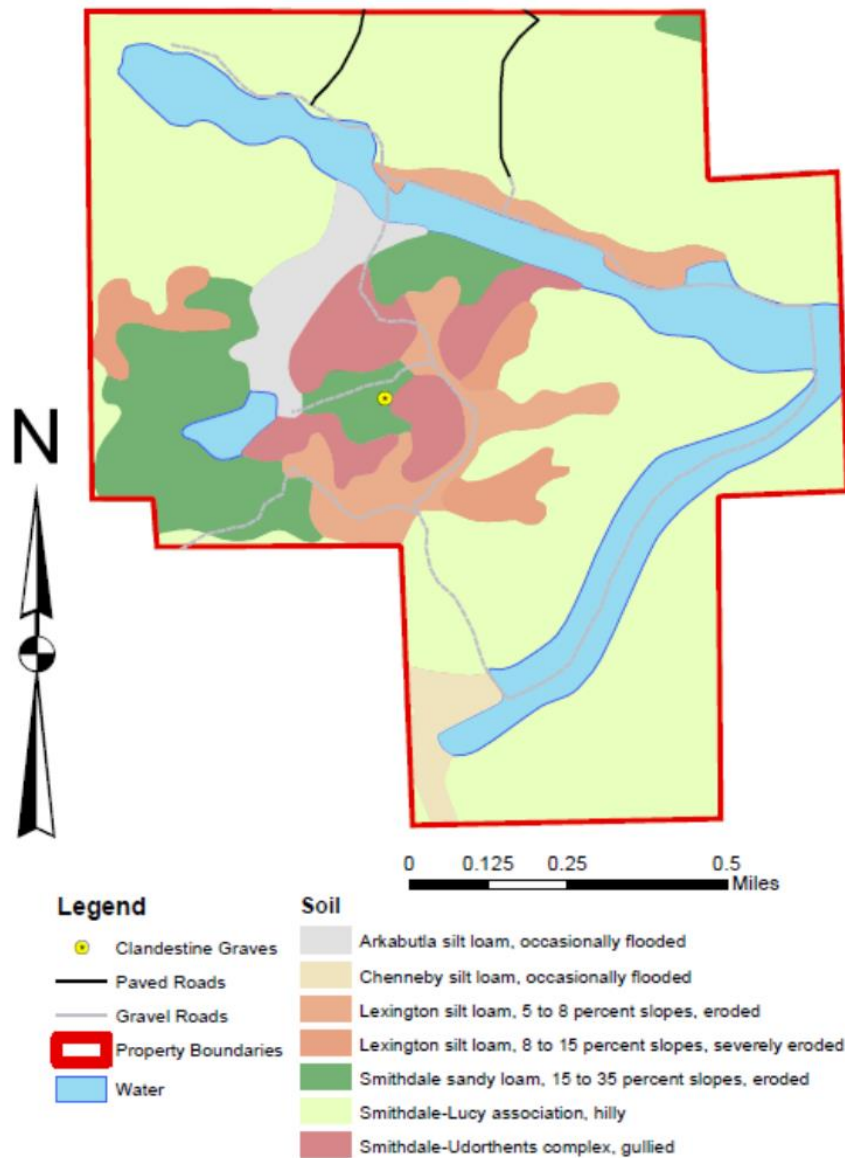 N
0 0.125 0.25 0.5
Miles
Legend
Clandestine Graves
Paved Roads
Gravel Roads
Property Boundaries
Water
Soil
Arkabutla silt loam, occasionally flooded
Chenneby silt loam, occasionally flooded
Lexington silt loam, 5 to 8 percent slopes, eroded
Lexington silt loam, 8 to 15 percent slopes, severely eroded
Smithdale sandy loam, 15 to 35 percent slopes, eroded
Smithdale-Lucy association, hilly
Smithdale-Udorthents complex, gullied